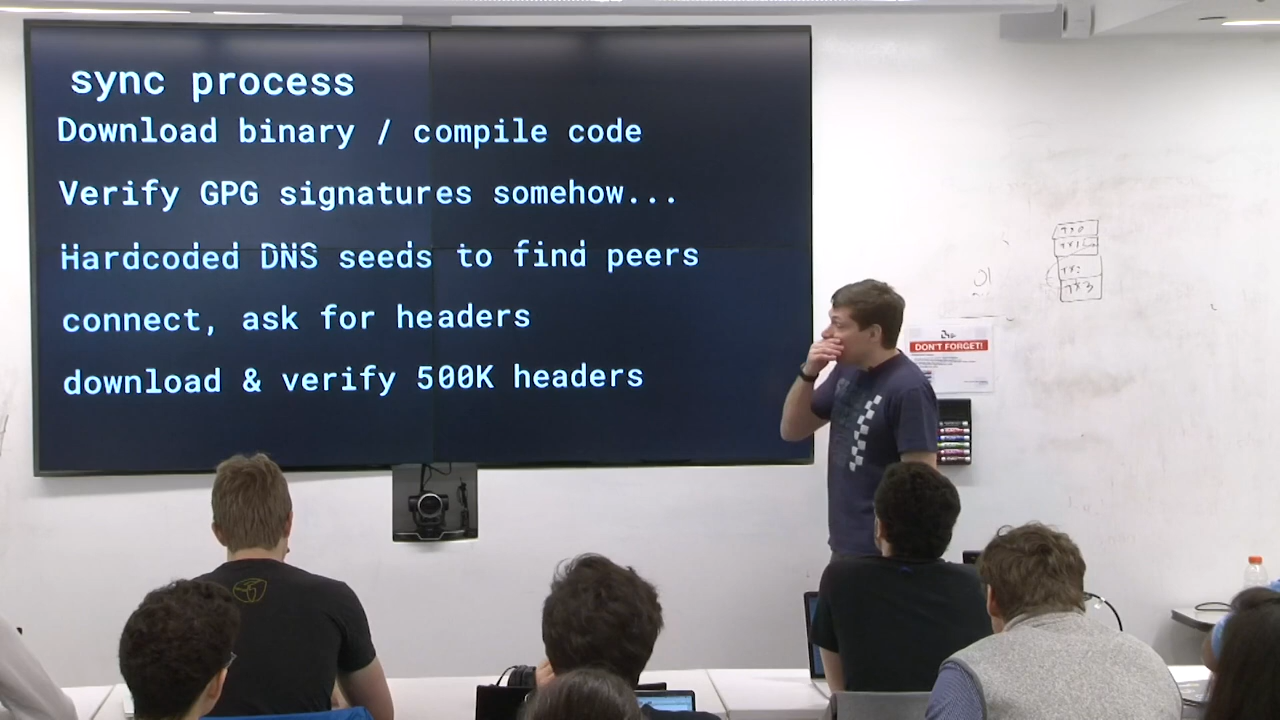 sync process
Download binary / compile code
Verify GPG signatures somehow...
Hardcoded DNS seeds to find peers
connect, ask for headers
download & verify 500K headers
DON'T FORGET!